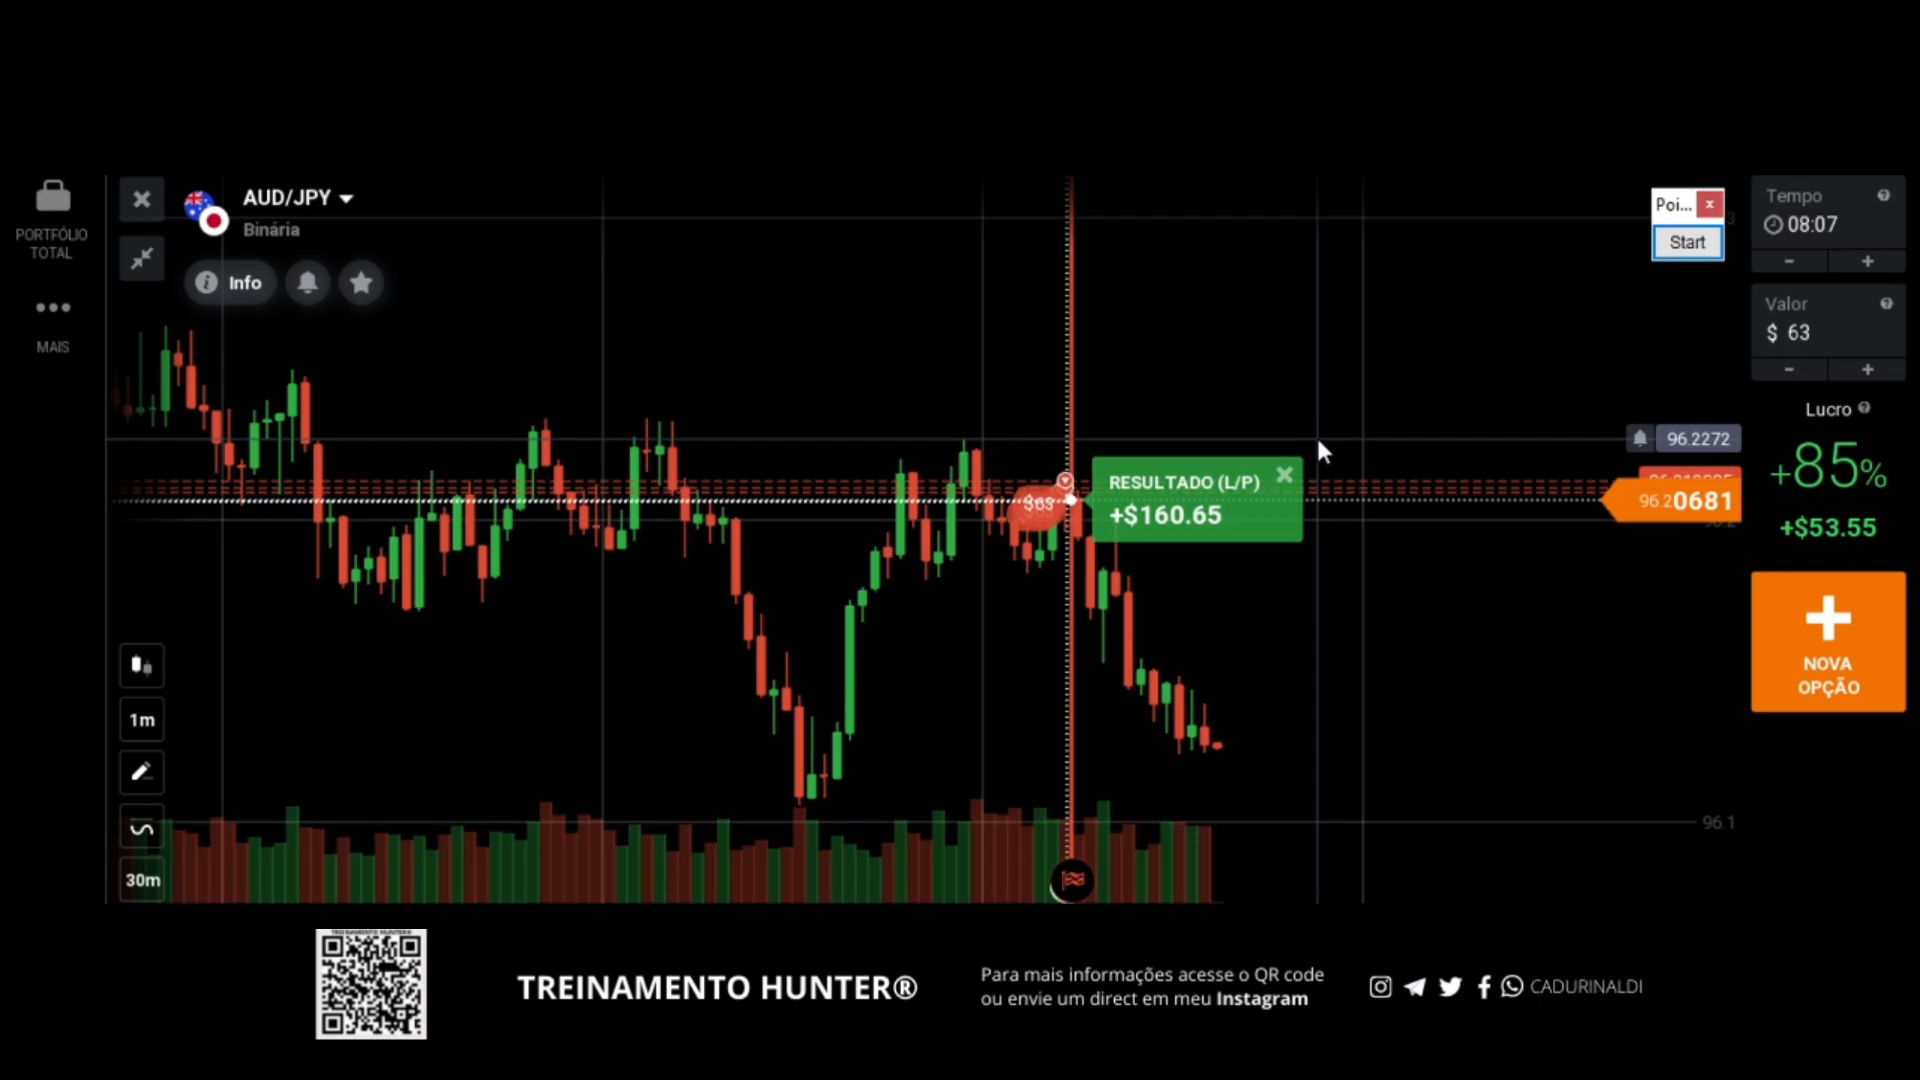 AUD/JPY
Binária
Info
PORTFÓLIO
TOTAL
MAIS
Poi...
x
Start
Tempo
08:07
- +
Valor
$ 63
- +
Lucro
+85%
+$53.55
NOVA
OPÇÃO
96.2272
RESULTADO (L/P)
+$160.65
$63
96.20681
96.2
1m
30m
96.1
TREINAMENTO HUNTER®
Para mais informações acesse o QR code
ou envie um direct em meu Instagram
CADURINALDI